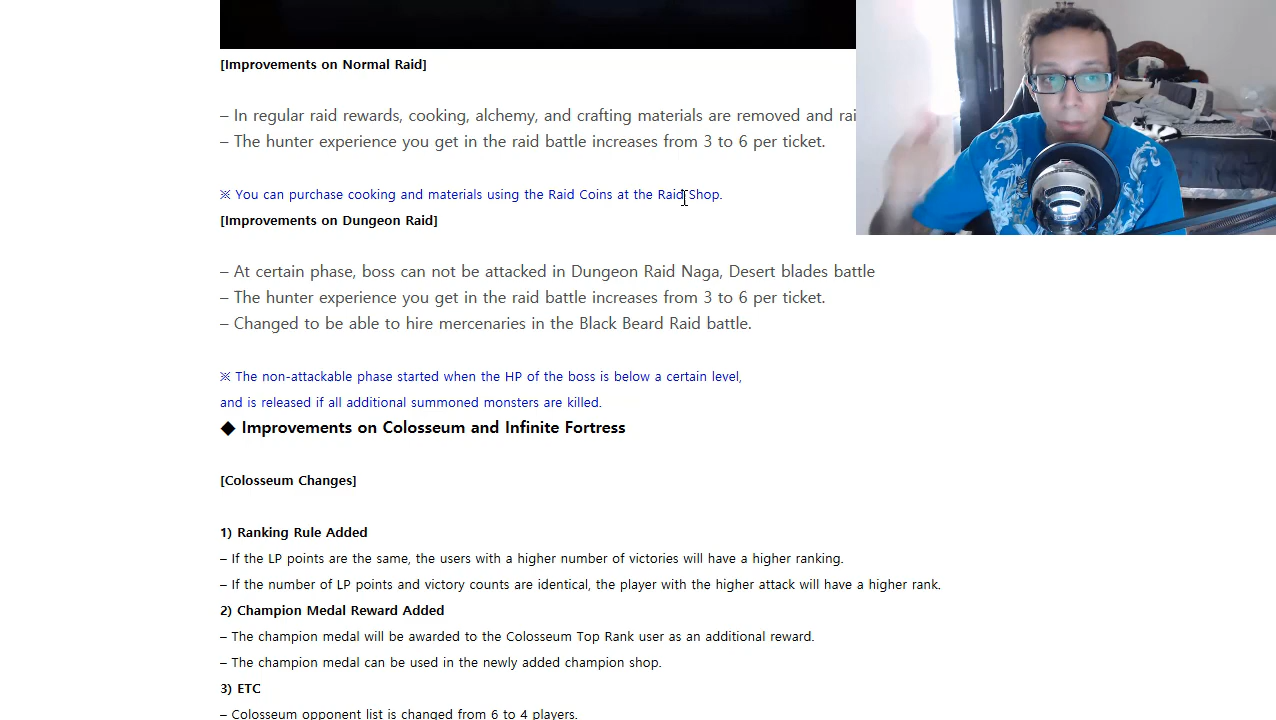 [Improvements on Normal Raid]
– In regular raid rewards, cooking, alchemy, and crafting materials are removed and
– The hunter experience you get in the raid battle increases from 3 to 6 per ticket.
※ You can purchase cooking and materials using the Raid Coins at the Raid Shop.
[Improvements on Dungeon Raid]
– At certain phase, boss can not be attacked in Dungeon Raid Naga, Desert blades battle
– The hunter experience you get in the raid battle increases from 3 to 6 per ticket.
– Changed to be able to hire mercenaries in the Black Beard Raid battle.
※ The non-attackable phase started when the HP of the boss is below a certain level,
and is released if all additional summoned monsters are killed.
◆ Improvements on Colosseum and Infinite Fortress
[Colosseum Changes]
1) Ranking Rule Added
– If the LP points are the same, the users with a higher number of victories will have a higher ranking.
– If the number of LP points and victory counts are identical, the player with the higher attack will have a higher rank.
2) Champion Medal Reward Added
– The champion medal will be awarded to the Colosseum Top Rank user as an additional reward.
– The champion medal can be used in the newly added champion shop.
3) ETC
– Colosseum opponent list is changed from 6 to 4 players.